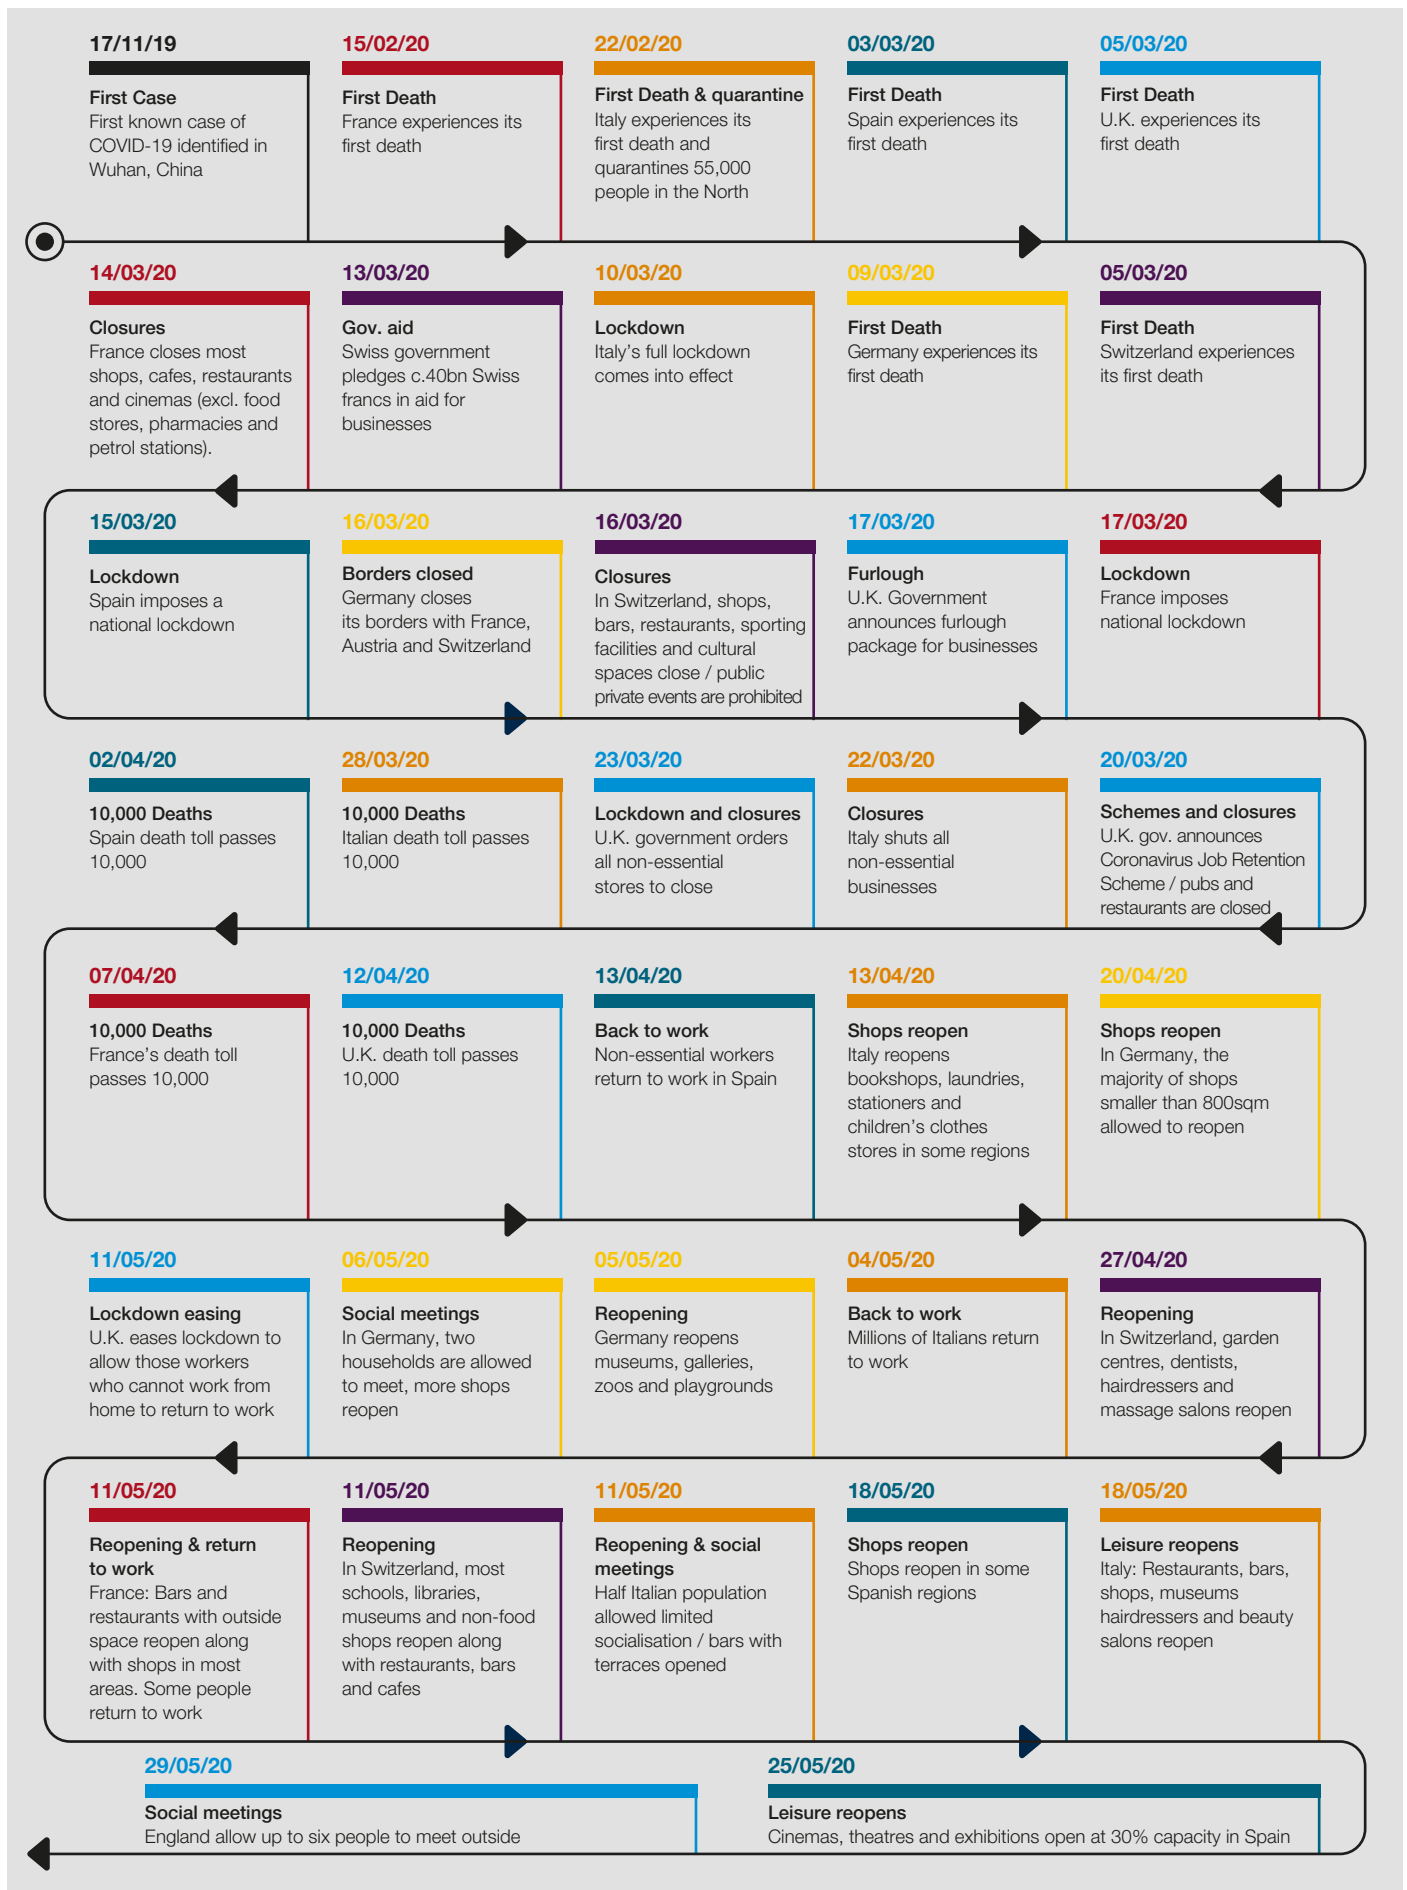 17/11/19
First Case
First known case of
COVID-19 identified in
Wuhan, China
15/02/20
First Death
France experiences its
first death
22/02/20
First Death & quarantine
Italy experiences its
first death and
quarantines 55,000
people in the North
03/03/20
First Death
Spain experiences its
first death
05/03/20
First Death
U.K. experiences its
first death
05/03/20
First Death
Switzerland experiences
its first death
09/03/20
First Death
Germany experiences its
first death
10/03/20
Lockdown
Italy's full lockdown
comes into effect
13/03/20
Gov. aid
Swiss government
pledges c.40bn Swiss
francs in aid for
businesses
14/03/20
Closures
France closes most
shops, cafes, restaurants
and cinemas (excl. food
stores, pharmacies and
petrol stations).
15/03/20
Lockdown
Spain imposes a
national lockdown
16/03/20
Borders closed
Germany closes
its borders with France,
Austria and Switzerland
16/03/20
Closures
In Switzerland, shops,
bars, restaurants, sporting
facilities and cultural
spaces close / public
private events are prohibited
17/03/20
Furlough
U.K. Government
announces furlough
package for businesses
17/03/20
Lockdown
France imposes
national lockdown
20/03/20
Schemes and closures
U.K. gov. announces
Coronavirus Job Retention
Scheme / pubs and
restaurants are closed
22/03/20
Closures
Italy shuts all
non-essential
businesses
23/03/20
Lockdown and closures
U.K. government orders
all non-essential
stores to close
28/03/20
10,000 Deaths
Italian death toll passes
10,000
02/04/20
10,000 Deaths
Spain death toll passes
10,000
07/04/20
10,000 Deaths
France's death toll
passes 10,000
12/04/20
10,000 Deaths
U.K. death toll passes
10,000
13/04/20
Back to work
Non-essential workers
return to work in Spain
13/04/20
Shops reopen
Italy reopens
bookshops, laundries,
stationers and
children's clothes
stores in some regions
20/04/20
Shops reopen
In Germany, the
majority of shops
smaller than 800sqm
allowed to reopen
27/04/20
Reopening
In Switzerland, garden
centres, dentists,
hairdressers and
massage salons reopen
04/05/20
Back to work
Millions of Italians return
to work
05/05/20
Reopening
Germany reopens
museums, galleries,
zoos and playgrounds
06/05/20
Social meetings
In Germany, two
households are allowed
to meet, more shops
reopen
11/05/20
Lockdown easing
U.K. eases lockdown to
allow those workers
who cannot work from
home to return to work
11/05/20
Reopening & return
to work
France: Bars and
restaurants with outside
space reopen along
with shops in most
areas. Some people
return to work
11/05/20
Reopening
In Switzerland, most
schools, libraries,
museums and non-food
shops reopen along
with restaurants, bars
and cafes
11/05/20
Reopening & social
meetings
Half Italian population
allowed limited
socialisation / bars with
terraces opened
18/05/20
Shops reopen
Shops reopen in some
Spanish regions
18/05/20
Leisure reopens
Italy: Restaurants, bars,
shops, museums
hairdressers and beauty
salons reopen
25/05/20
Leisure reopens
Cinemas, theatres and exhibitions open at 30% capacity in Spain
29/05/20
Social meetings
England allow up to six people to meet outside